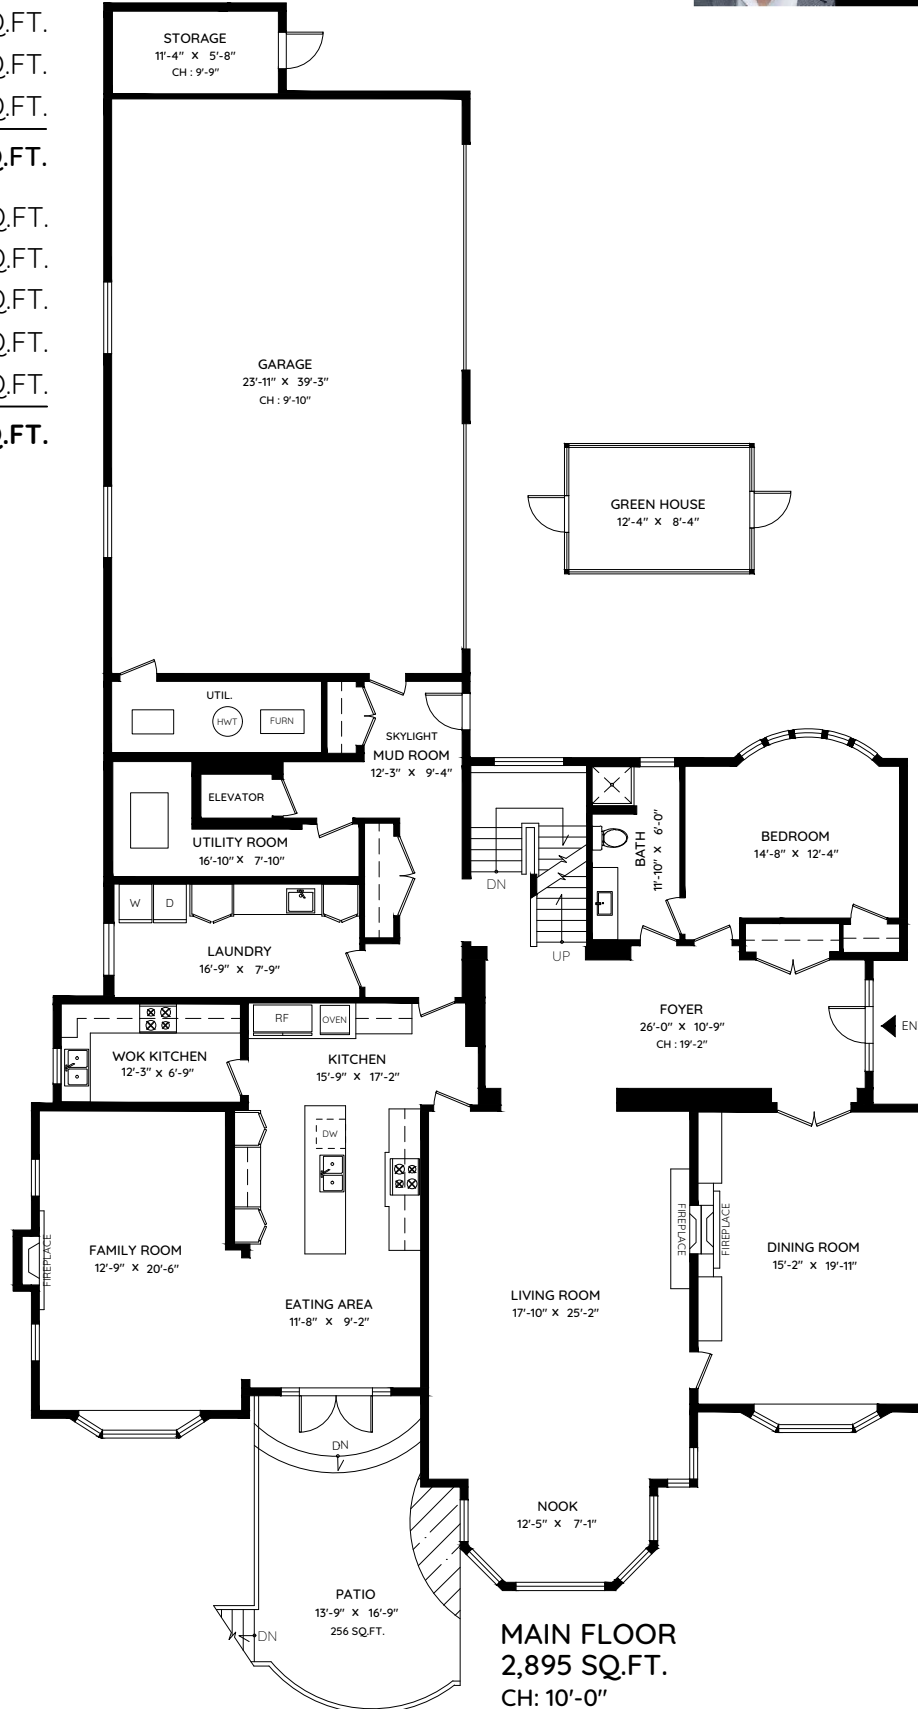 Q.FT.
Q.FT.
Q.FT.
Q.FT.
Q.FT.
Q.FT.
Q.FT.
Q.FT.
Q.FT.
Q.FT.
STORAGE
11'-4" x 5'-8"
CH : 9'-9"
GARAGE
23'-11" x 39'-3"
CH : 9'-10"
GREEN HOUSE
12'-4" x 8'-4"
UTIL.
HWT
FURN
SKYLIGHT
MUD ROOM
12'-3" x 9'-4"
ELEVATOR
UTILITY ROOM
16'-10" x 7'-10"
BATH
11'-10" x 6'-0"
BEDROOM
14'-8" x 12'-4"
DN
UP
W
D
LAUNDRY
16'-9" x 7'-9"
FOYER
26'-0" x 10'-9"
CH : 19'-2"
EN
RF
OVEN
WOK KITCHEN
12'-3" x 6'-9"
KITCHEN
15'-9" x 17'-2"
DW
FAMILY ROOM
12'-9" x 20'-6"
FIREPLACE
FIREPLACE
FIREPLACE
DINING ROOM
15'-2" x 19'-11"
EATING AREA
11'-8" x 9'-2"
LIVING ROOM
17'-10" x 25'-2"
DN
NOOK
12'-5" x 7'-1"
PATIO
13'-9" x 16'-9"
256 SQ.FT.
DN
MAIN FLOOR
2,895 SQ.FT.
CH: 10'-0"